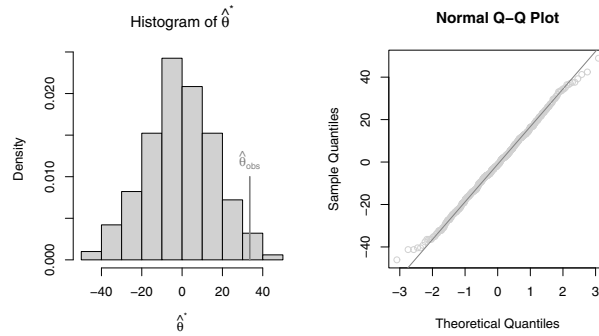 Histogram of θ̂*
Density
0.000
0.010
0.020
θ̂obs
−40
−20
0
20
40
θ̂*
Normal Q−Q Plot
Sample Quantiles
−40
−20
0
20
40
−3
−2
−1
0
1
2
3
Theoretical Quantiles